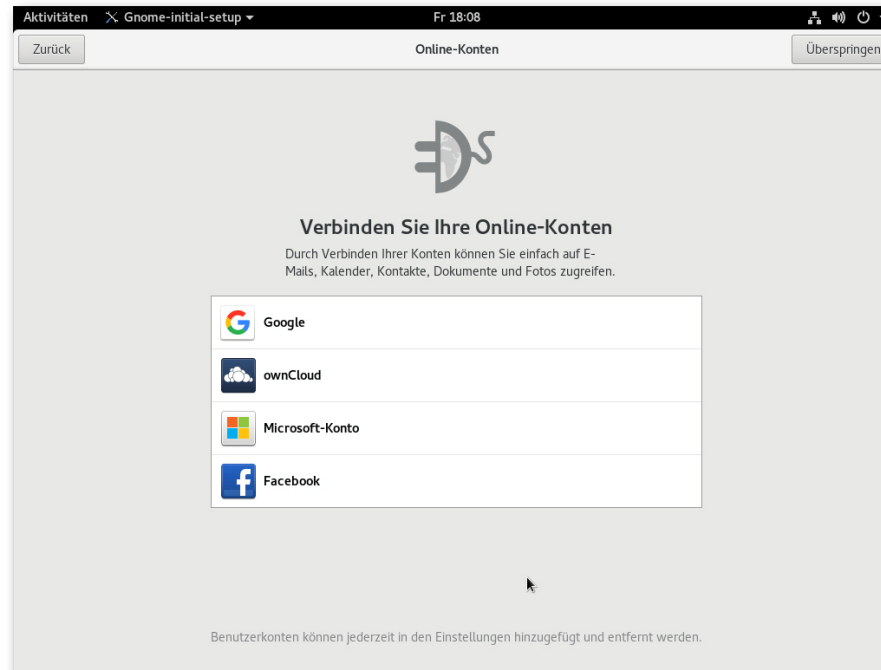 Aktivitäten Gnome-initial-setup Fr 18:08
Zurück Online-Konten Überspringen
Verbinden Sie Ihre Online-Konten
Durch Verbinden Ihrer Konten können Sie einfach auf E-
Mails, Kalender, Kontakte, Dokumente und Fotos zugreifen.
Google
ownCloud
Microsoft-Konto
Facebook
Benutzerkonten können jederzeit in den Einstellungen hinzugefügt und entfernt werden.